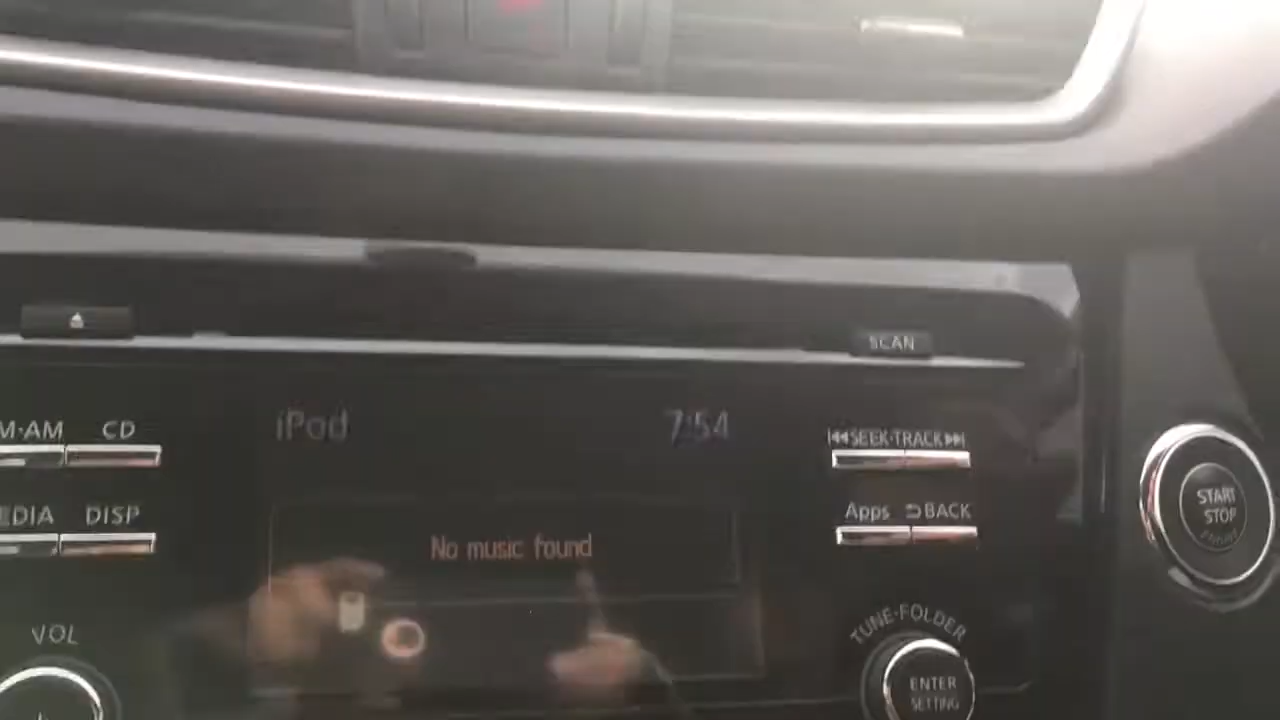 SCAN
M·AM CD
iPod 7:54
SEEK·TRACK
EDIA DISP
Apps BACK
START
STOP
No music found
VOL
TUNE·FOLDER
ENTER
SETTING